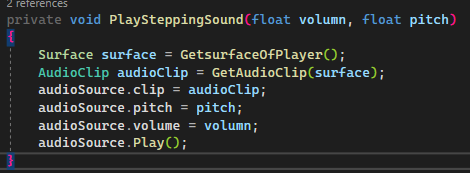 2 references
private void PlaySteppingSound(float volumn, float pitch)
{
Surface surface = GetsurfaceOfPlayer();
AudioClip audioClip = GetAudioClip(surface);
audioSource.clip = audioClip;
audioSource.pitch = pitch;
audioSource.volume = volumn;
audioSource.Play();
}